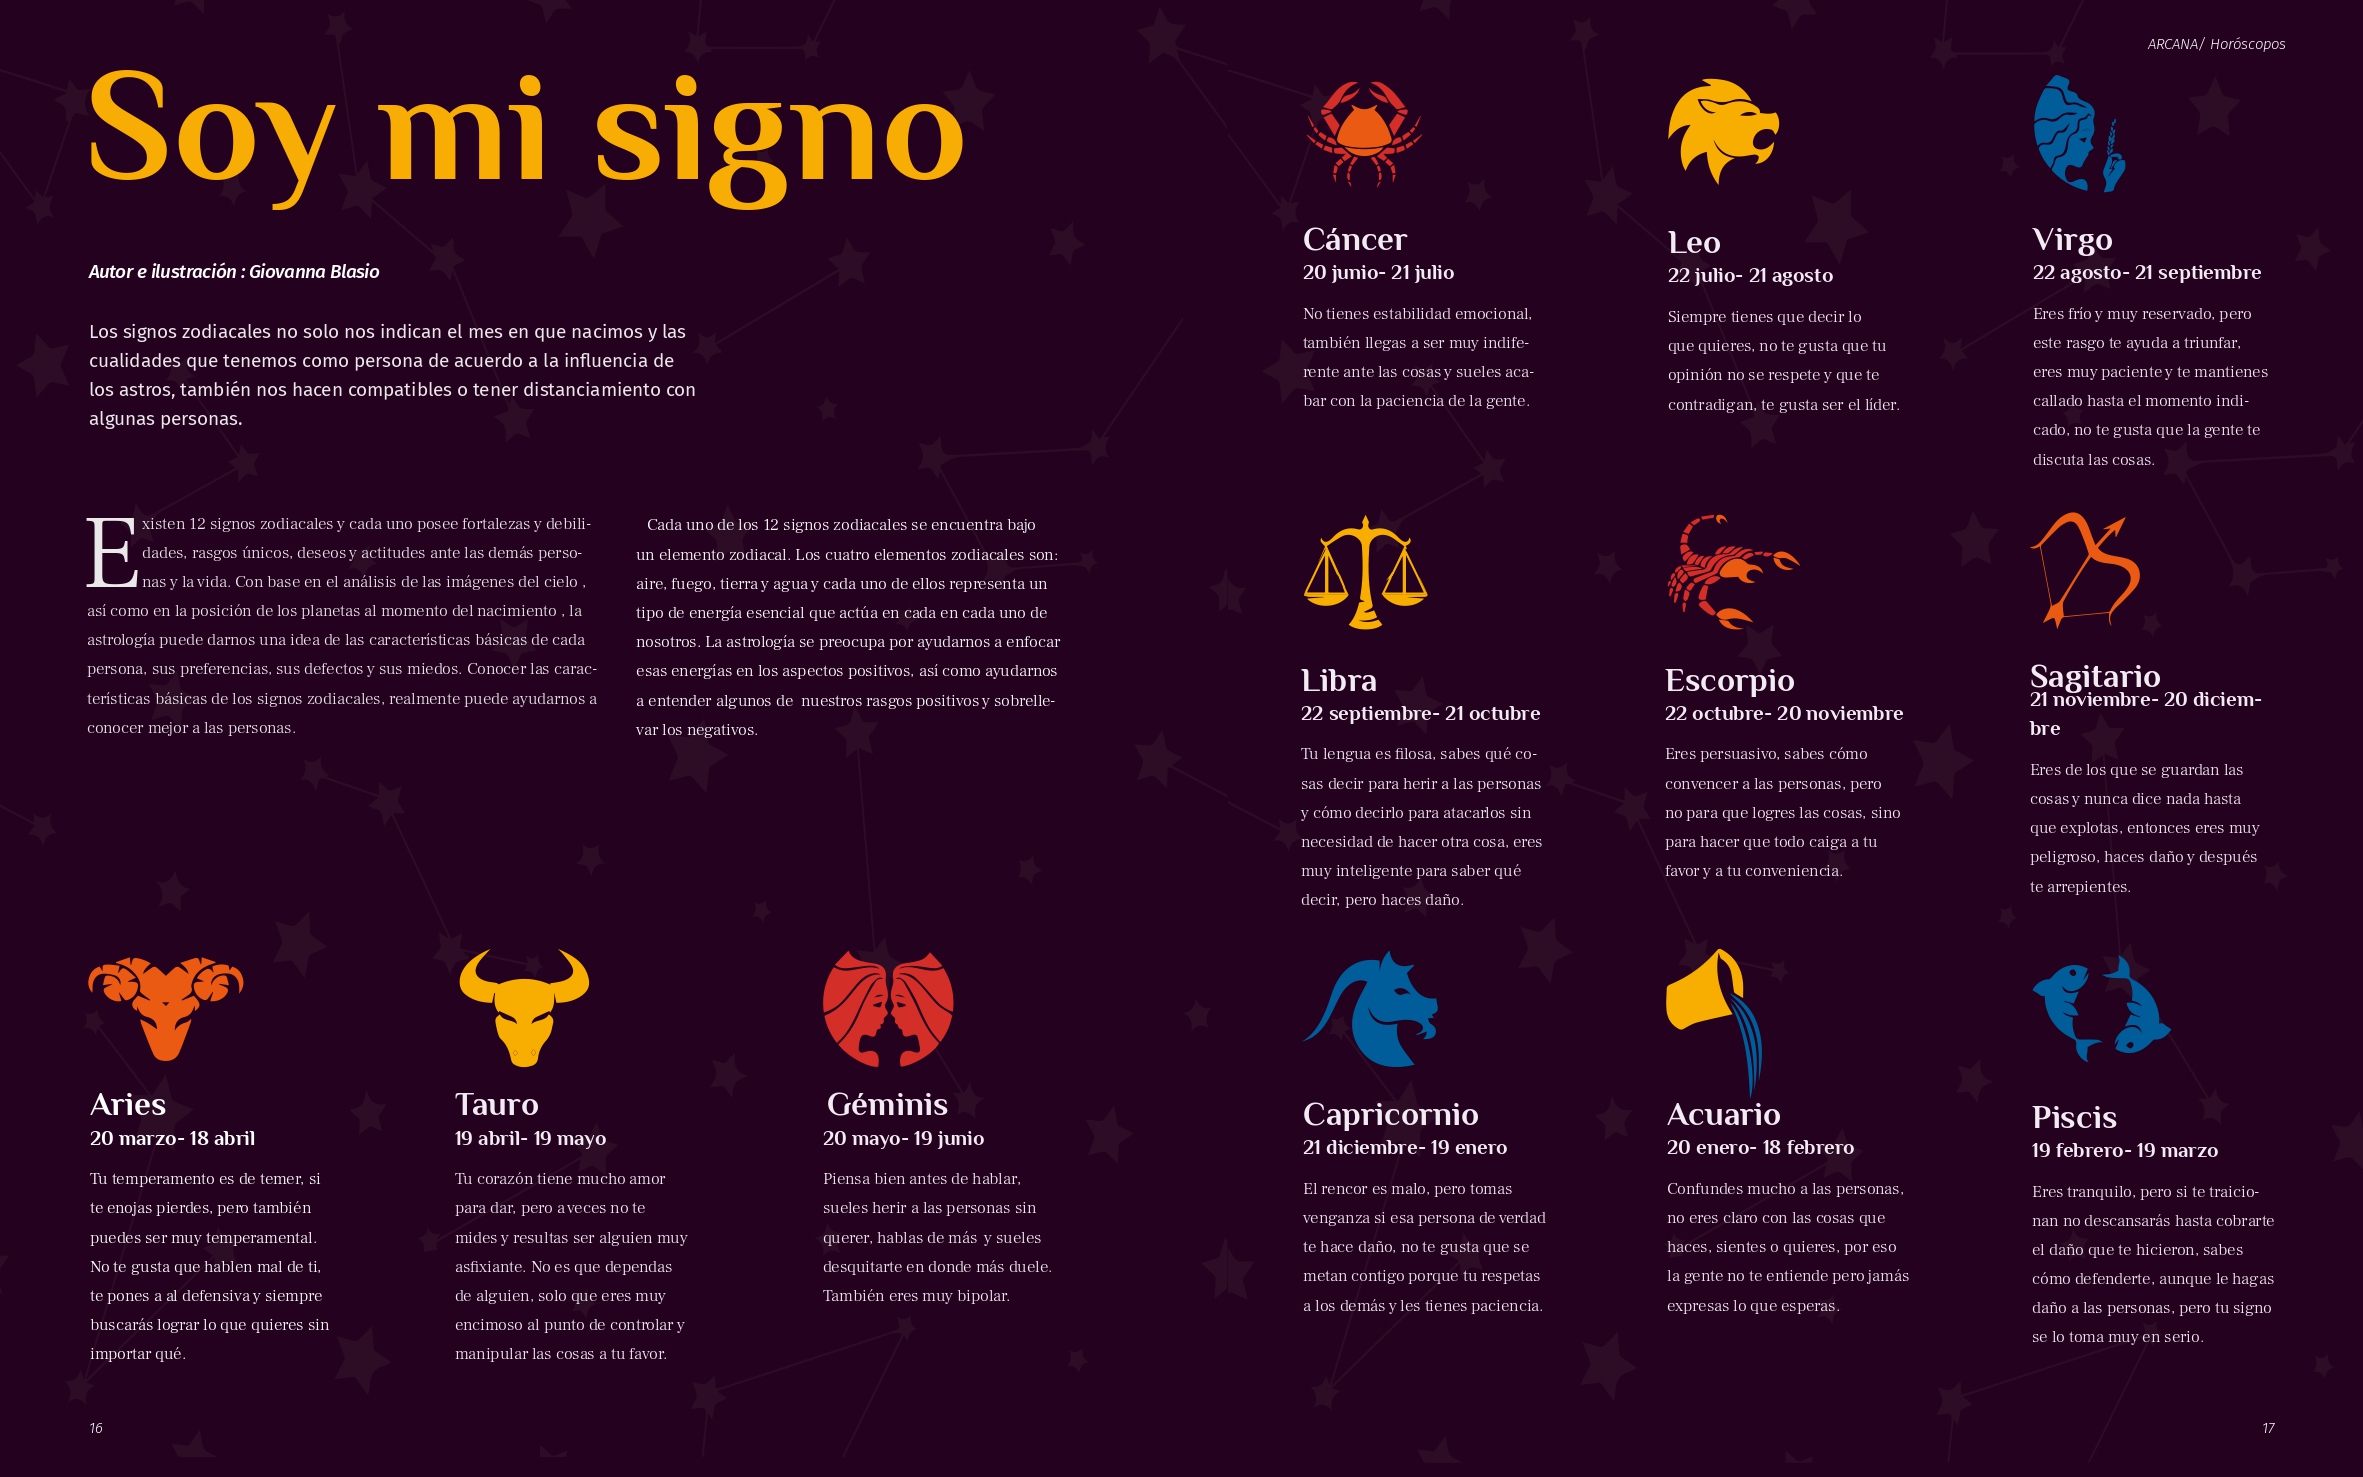 ARCANA/ Horóscopos
Soy mi signo
Autor e ilustración : Giovanna Blasio
Los signos zodiacales no solo nos indican el mes en que nacimos y las
cualidades que tenemos como persona de acuerdo a la influencia de
los astros, también nos hacen compatibles o tener distanciamiento con
algunas personas.
Existen 12 signos zodiacales y cada uno posee fortalezas y debili-
dades, rasgos únicos, deseos y actitudes ante las demás perso-
nas y la vida. Con base en el análisis de las imágenes del cielo ,
así como en la posición de los planetas al momento del nacimiento , la
astrología puede darnos una idea de las características básicas de cada
persona, sus preferencias, sus defectos y sus miedos. Conocer las carac-
terísticas básicas de los signos zodiacales, realmente puede ayudarnos a
conocer mejor a las personas.
Cada uno de los 12 signos zodiacales se encuentra bajo
un elemento zodiacal. Los cuatro elementos zodiacales son:
aire, fuego, tierra y agua y cada uno de ellos representa un
tipo de energía esencial que actúa en cada en cada uno de
nosotros. La astrología se preocupa por ayudarnos a enfocar
esas energías en los aspectos positivos, así como ayudarnos
a entender algunos de nuestros rasgos positivos y sobrelle-
var los negativos.
Aries
20 marzo- 18 abril
Tu temperamento es de temer, si
te enojas pierdes, pero también
puedes ser muy temperamental.
No te gusta que hablen mal de ti,
te pones a al defensiva y siempre
buscarás lograr lo que quieres sin
importar qué.
Tauro
19 abril- 19 mayo
Tu corazón tiene mucho amor
para dar, pero a veces no te
mides y resultas ser alguien muy
asfixiante. No es que dependas
de alguien, solo que eres muy
encimoso al punto de controlar y
manipular las cosas a tu favor.
Géminis
20 mayo- 19 junio
Piensa bien antes de hablar,
sueles herir a las personas sin
querer, hablas de más y sueles
desquitarte en donde más duele.
También eres muy bipolar.
16
Cáncer
20 junio- 21 julio
No tienes estabilidad emocional,
también llegas a ser muy indife-
rente ante las cosas y sueles aca-
bar con la paciencia de la gente.
Leo
22 julio- 21 agosto
Siempre tienes que decir lo
que quieres, no te gusta que tu
opinión no se respete y que te
contradigan, te gusta ser el líder.
Virgo
22 agosto- 21 septiembre
Eres frío y muy reservado, pero
este rasgo te ayuda a triunfar,
eres muy paciente y te mantienes
callado hasta el momento indi-
cado, no te gusta que la gente te
discuta las cosas.
Libra
22 septiembre- 21 octubre
Tu lengua es filosa, sabes qué co-
sas decir para herir a las personas
y cómo decirlo para atacarlos sin
necesidad de hacer otra cosa, eres
muy inteligente para saber qué
decir, pero haces daño.
Escorpio
22 octubre- 20 noviembre
Eres persuasivo, sabes cómo
convencer a las personas, pero
no para que logres las cosas, sino
para hacer que todo caiga a tu
favor y a tu conveniencia.
Sagitario
21 noviembre- 20 diciem-
bre
Eres de los que se guardan las
cosas y nunca dice nada hasta
que explotas, entonces eres muy
peligroso, haces daño y después
te arrepientes.
Capricornio
21 diciembre- 19 enero
El rencor es malo, pero tomas
venganza si esa persona de verdad
te hace daño, no te gusta que se
metan contigo porque tu respetas
a los demás y les tienes paciencia.
Acuario
20 enero- 18 febrero
Confundes mucho a las personas,
no eres claro con las cosas que
haces, sientes o quieres, por eso
la gente no te entiende pero jamás
expresas lo que esperas.
Piscis
19 febrero- 19 marzo
Eres tranquilo, pero si te traicio-
nan no descansarás hasta cobrarte
el daño que te hicieron, sabes
cómo defenderte, aunque le hagas
daño a las personas, pero tu signo
se lo toma muy en serio.
17